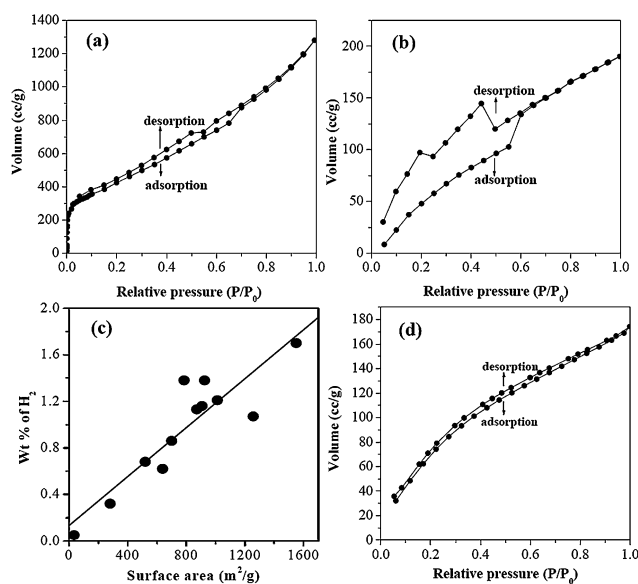 (a)
1400
1200
1000
800
600
400
200
0
Volume (cc/g)
desorption
adsorption
0.0 0.2 0.4 0.6 0.8 1.0
Relative pressure (P/P0)
(b)
200
150
100
50
0
Volume (cc/g)
desorption
adsorption
0.0 0.2 0.4 0.6 0.8 1.0
Relative pressure (P/P0)
(c)
2.0
1.6
1.2
0.8
0.4
0.0
Wt % of H2
0 400 800 1200 1600
Surface area (m2/g)
(d)
180
160
140
120
100
80
60
40
20
0
Volume (cc/g)
desorption
adsorption
0.0 0.2 0.4 0.6 0.8 1.0
Relative pressure (P/P0)